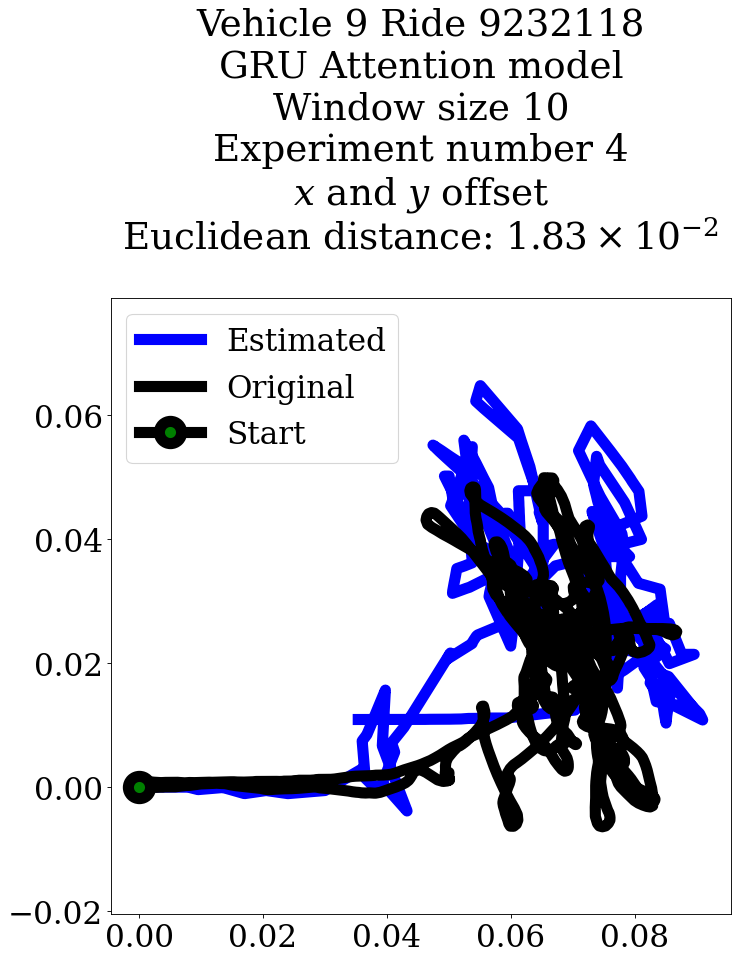 Vehicle 9 Ride 9232118
GRU Attention model
Window size 10
Experiment number 4
x and y offset
Euclidean distance: 1.83 × 10⁻²
Estimated
Original
Start
0.06
0.04
0.02
0.00
−0.02
0.00 0.02 0.04 0.06 0.08